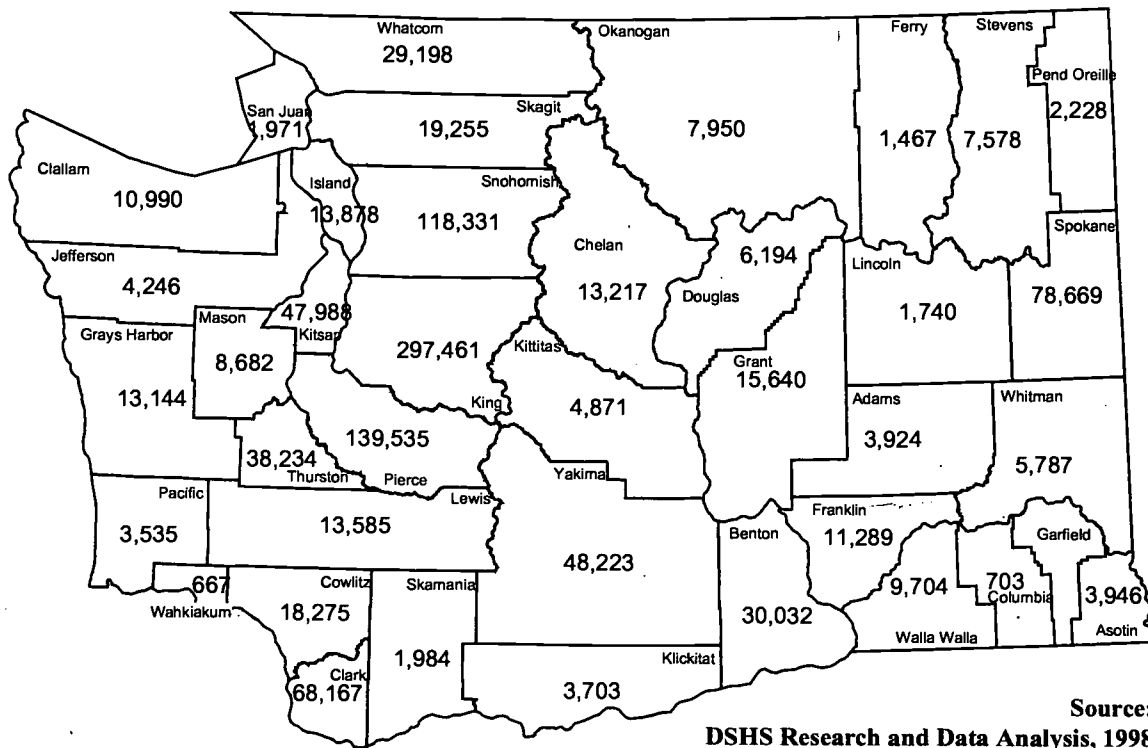 Whatcom
29,198
Okanogan
7,950
Ferry
1,467
Stevens
7,578
Pend Oreille
2,228
San Juan
1,971
Skagit
19,255
Clallam
10,990
Island
13,878
Snohomish
118,331
Chelan
13,217
6,194
Douglas
Lincoln
1,740
Spokane
78,669
Jefferson
4,246
47,988
Kitsap
Mason
8,682
Grays Harbor
13,144
297,461
King
Kittitas
4,871
Grant
15,640
Adams
3,924
Whitman
5,787
38,234
Thurston
139,535
Pierce
Lewis
13,585
Yakima
48,223
Pacific
3,535
667
Wahkiakum
Cowlitz
18,275
Skamania
1,984
Clark
68,167
Klickitat
3,703
Benton
30,032
Franklin
11,289
9,704
Walla Walla
703
Columbia
Garfield
3,946
Asotin
Source:
DSHS Research and Data Analysis, 1998